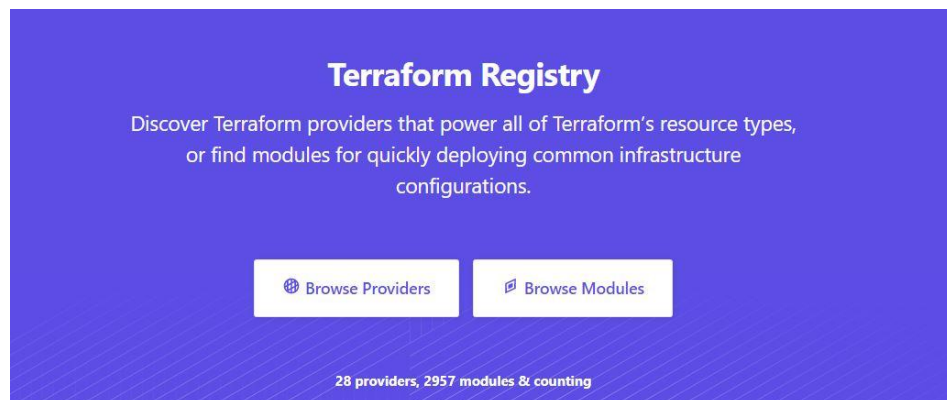 Terraform Registry
Discover Terraform providers that power all of Terraform's resource types,
or find modules for quickly deploying common infrastructure
configurations.
Browse Providers
Browse Modules
28 providers, 2957 modules & counting